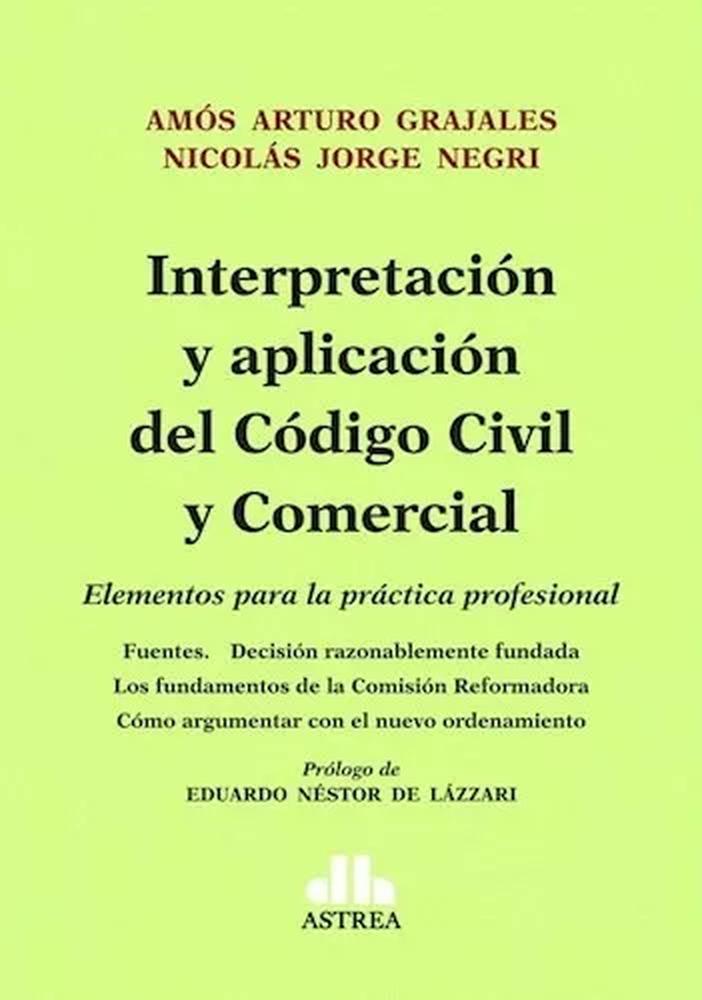 AMÓS ARTURO GRAJALES
NICOLÁS JORGE NEGRI
Interpretación
y aplicación
del Código Civil
y Comercial
Elementos para la práctica profesional
Fuentes. Decisión razonablemente fundada
Los fundamentos de la Comisión Reformadora
Cómo argumentar con el nuevo ordenamiento
Prólogo de
EDUARDO NÉSTOR DE LÁZZARI
ASTREA